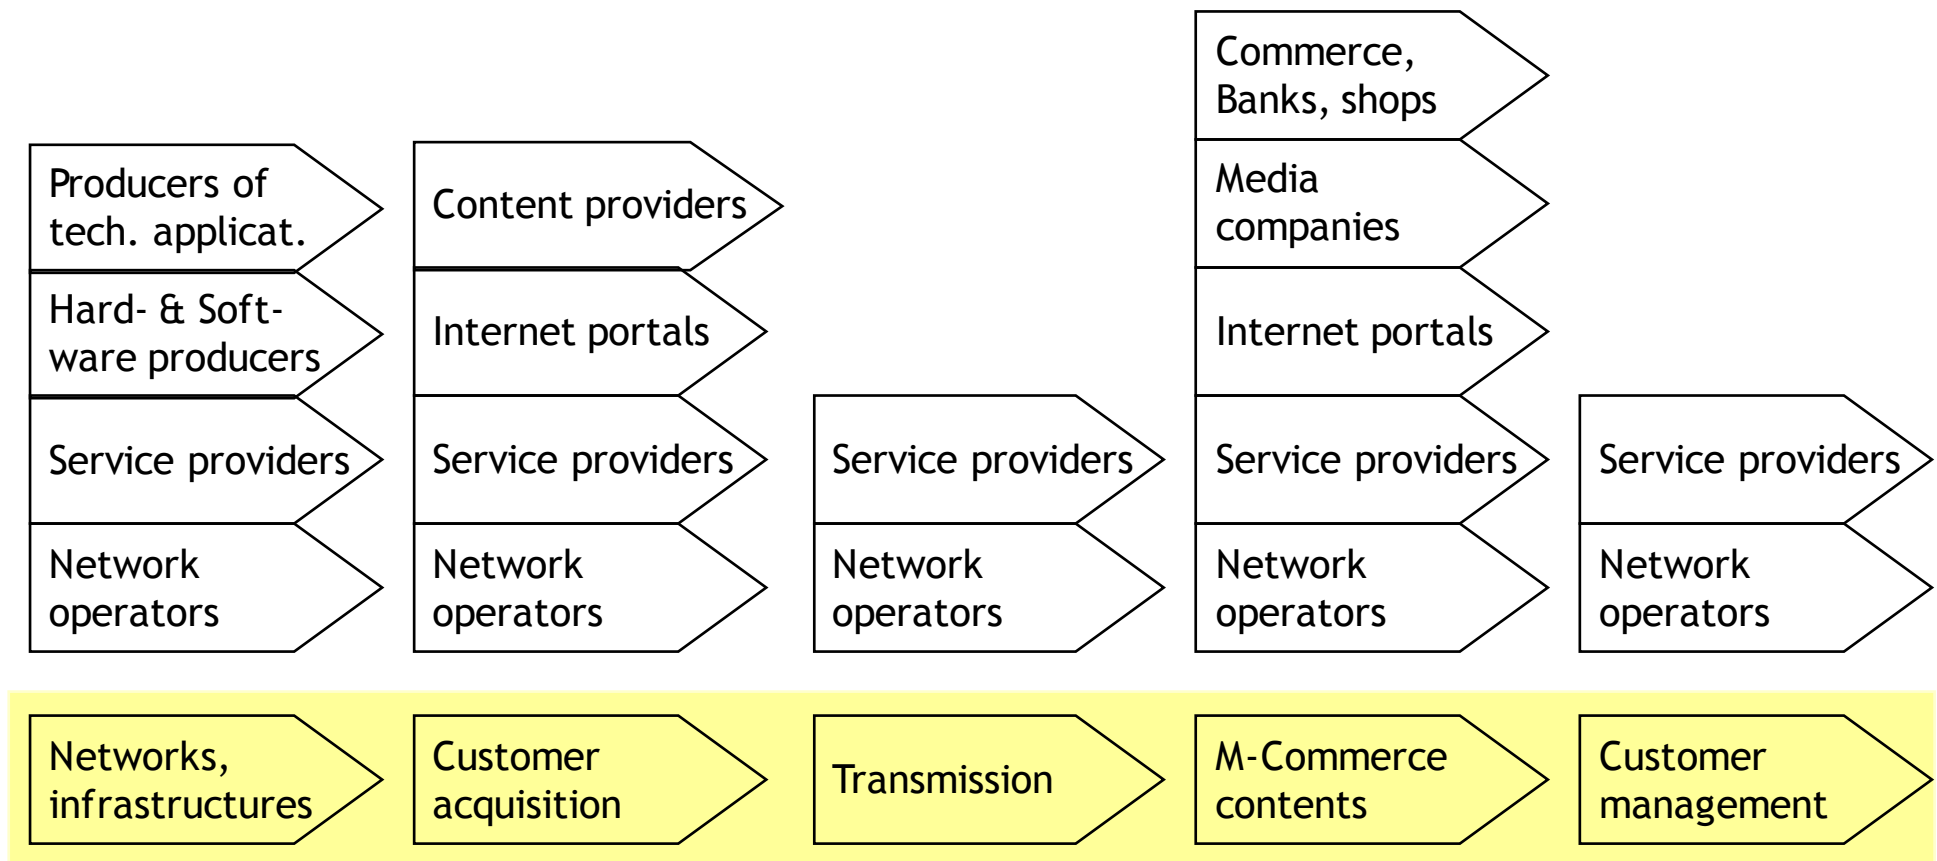 Commerce,
Banks, shops
Producers of
tech. applicat.
Content providers
Media
companies
Hard- & Soft-
ware producers
Internet portals
Internet portals
Service providers
Service providers
Service providers
Service providers
Service providers
Network
operators
Network
operators
Network
operators
Network
operators
Network
operators
Networks,
infrastructures
Customer
acquisition
Transmission
M-Commerce
contents
Customer
management